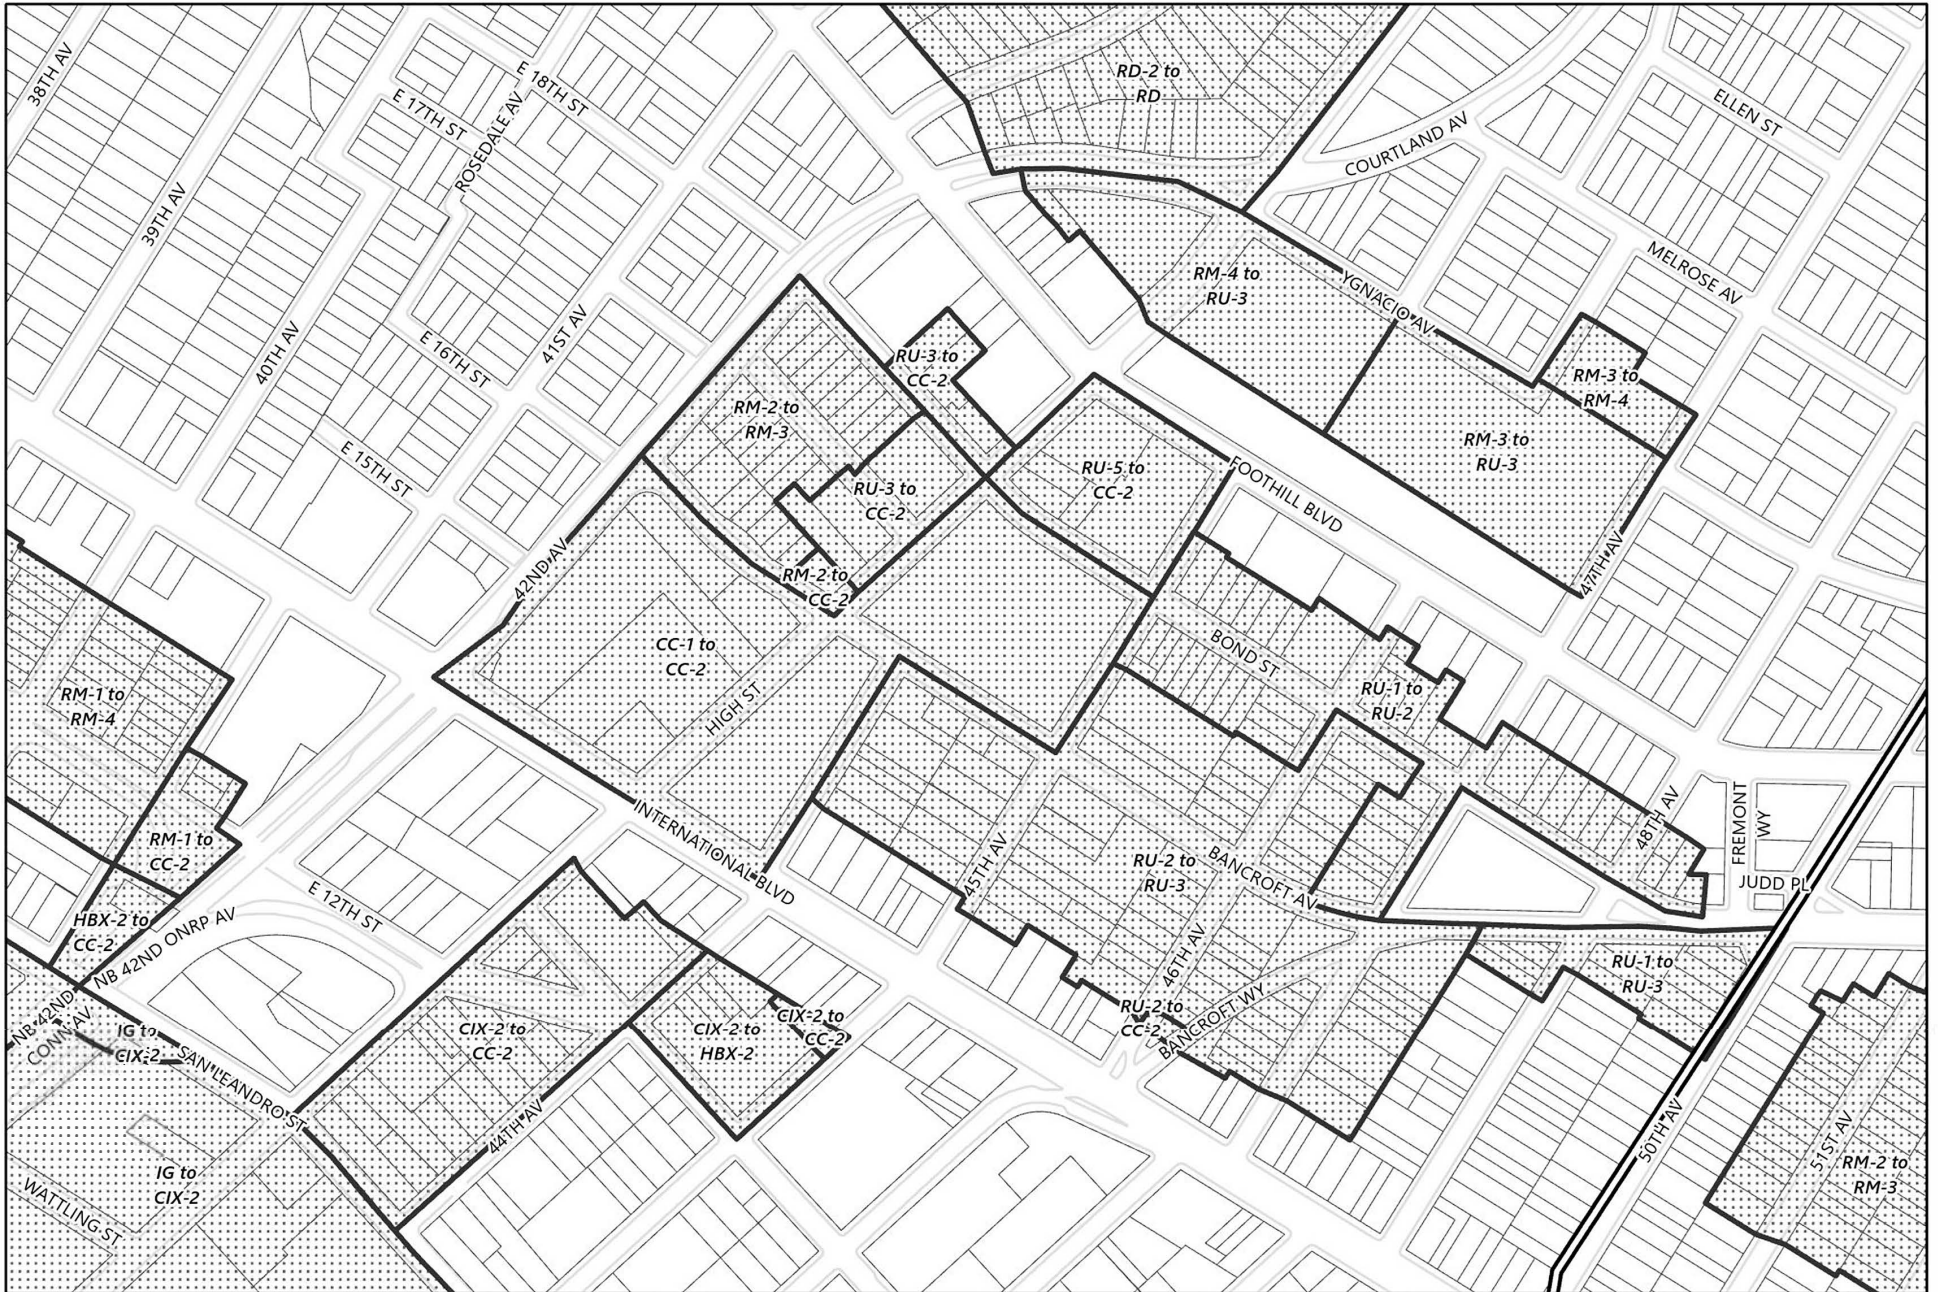 38TH AV
E 18TH ST
E 17TH ST
ROSEDALE AV
RD-2 to
RD
ELLEN ST
COURTLAND AV
39TH AV
MELROSE AV
RM-4 to
RU-3
YGNACIO AV
40TH AV
41ST AV
E 16TH ST
RU-3 to
CC-2
RM-3 to
RM-4
RM-2 to
RM-3
RM-3 to
RU-3
E 15TH ST
RU-5 to
CC-2
RU-3 to
CC-2
FOOTHILL BLVD
42ND AV
RM-2 to
CC-2
47TH AV
CC-1 to
CC-2
BOND ST
RM-1 to
RM-4
HIGH ST
RU-1 to
RU-2
INTERNATIONAL BLVD
48TH AV
FREMONT
WY
RM-1 to
CC-2
45TH AV
RU-2 to
RU-3
BANCROFT AV
JUDD PL
E 12TH ST
HBX-2 to
CC-2
NB 42ND ONRP AV
46TH AV
RU-1 to
RU-3
BANCROFT WY
RU-2 to
CC-2
NB 42ND
CONN AV
IG to
CIX-2
CIX-2 to
CC-2
CIX-2 to
HBX-2
CIX-2 to
CC-2
SAN LEANDRO ST
44TH AV
50TH AV
51ST AV
IG to
CIX-2
RM-2 to
RM-3
WATTLING ST